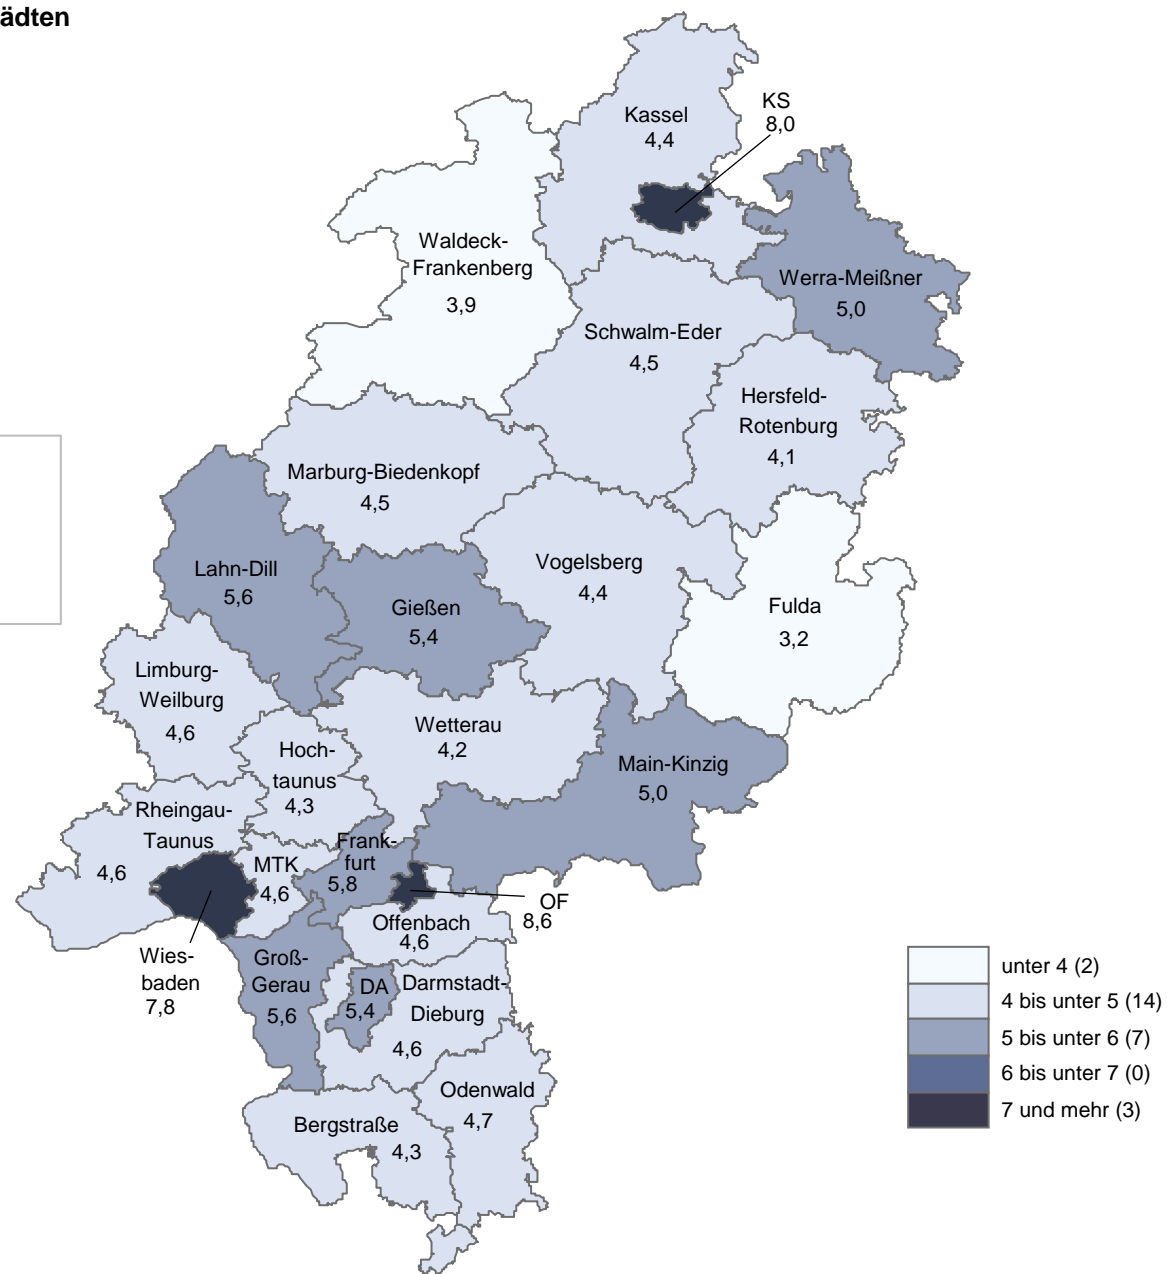 ädten
KS
8,0
Kassel
4,4
Waldeck-
Frankenberg
3,9
Werra-Meißner
5,0
Schwalm-Eder
4,5
Hersfeld-
Rotenburg
4,1
Marburg-Biedenkopf
4,5
Lahn-Dill
5,6
Gießen
5,4
Vogelsberg
4,4
Fulda
3,2
Limburg-
Weilburg
4,6
Wetterau
4,2
Hoch-
taunus
4,3
Main-Kinzig
5,0
Rheingau-
Taunus
4,6
MTK
4,6
Frank-
furt
5,8
OF
8,6
Offenbach
4,6
Wies-
baden
7,8
Groß-
Gerau
5,6
DA
5,4
Darmstadt-
Dieburg
4,6
Odenwald
4,7
Bergstraße
4,3
unter 4 (2)
4 bis unter 5 (14)
5 bis unter 6 (7)
6 bis unter 7 (0)
7 und mehr (3)